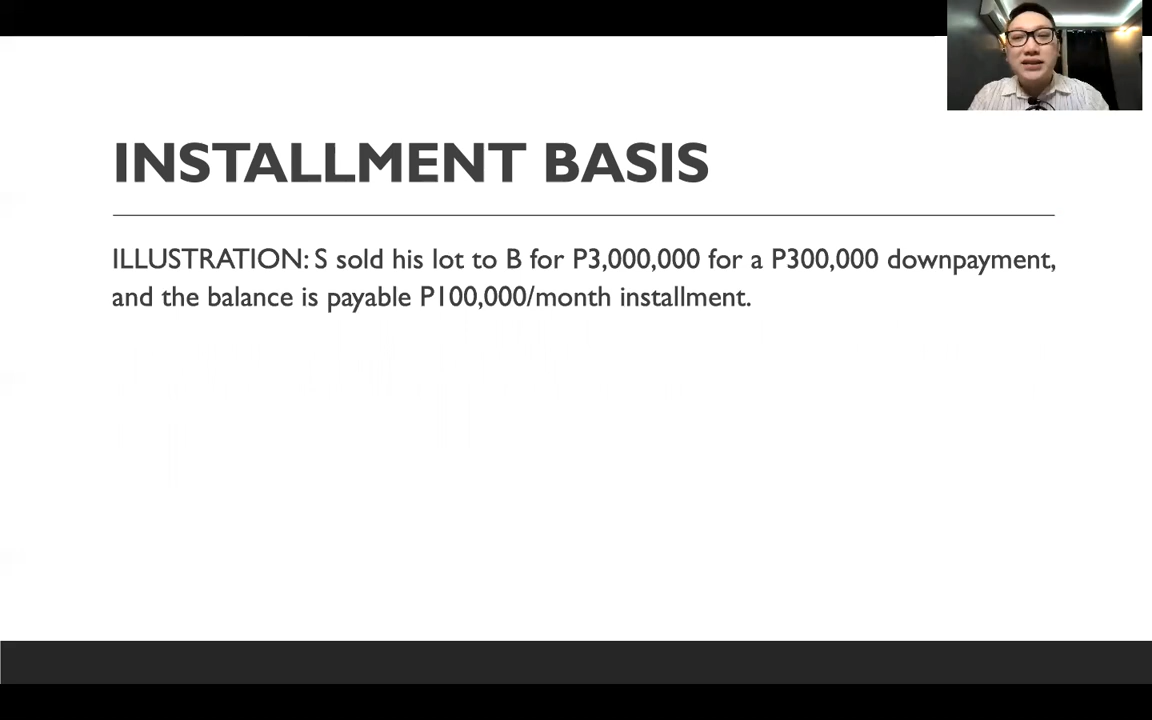 INSTALLMENT BASIS
ILLUSTRATION: S sold his lot to B for P3,000,000 for a P300,000 downpayment,
and the balance is payable P100,000/month installment.